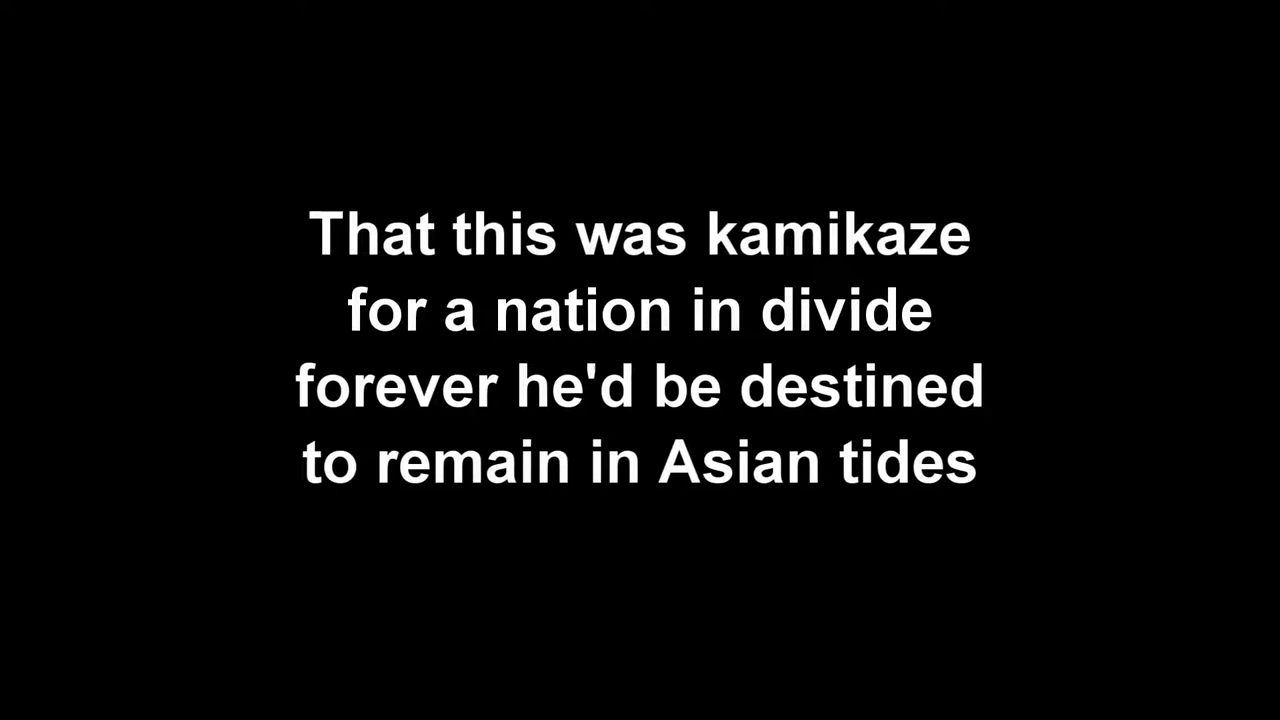 That this was kamikaze
for a nation in divide
forever he'd be destined
to remain in Asian tides